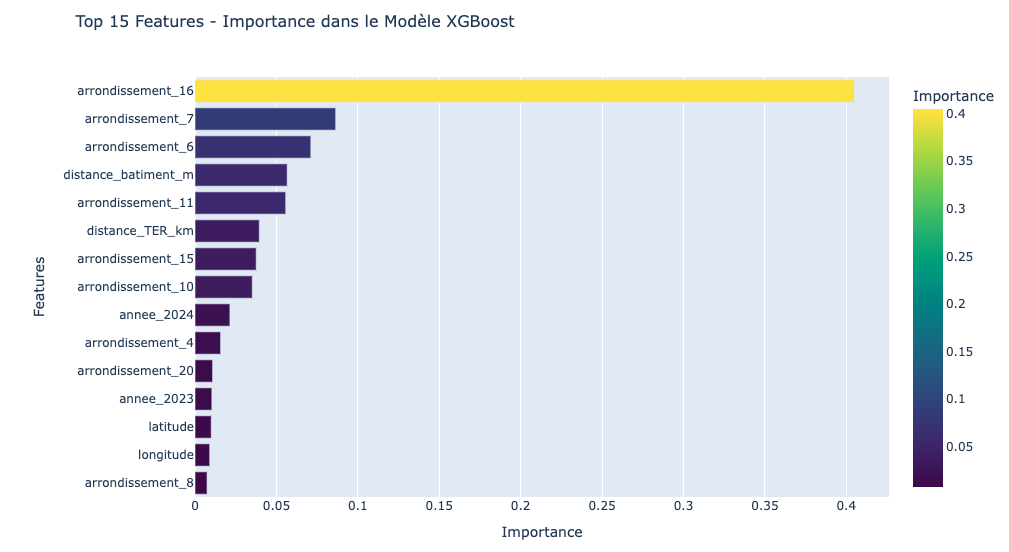 Top 15 Features - Importance dans le Modèle XGBoost
Features
arrondissement_16
arrondissement_7
arrondissement_6
distance_batiment_m
arrondissement_11
distance_TER_km
arrondissement_15
arrondissement_10
annee_2024
arrondissement_4
arrondissement_20
annee_2023
latitude
longitude
arrondissement_8
0 0.05 0.1 0.15 0.2 0.25 0.3 0.35 0.4
Importance
Importance
0.4
0.35
0.3
0.25
0.2
0.15
0.1
0.05